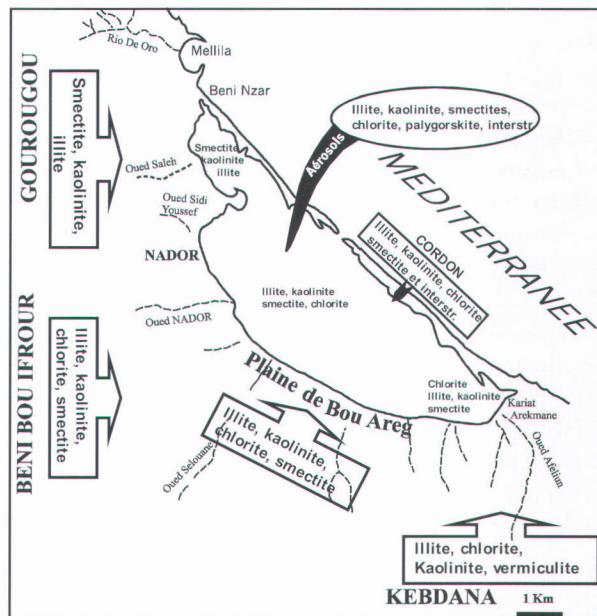 Rio De Oro
Mellila
Beni Nzar
GOUROUGOU
Smectite, kaolinite,
illite
Illite, kaolinite, smectites,
chlorite, palygorskite, interstr.
Aérosols
MEDITERRANEE
Smectite
kaolinite
illite
Oued Saleh
Oued Sidi
Youssef
NADOR
CORDON
Illite, kaolinite, chlorite
smectite et interstr.
Illite, kaolinite
smectite, chlorite
Oued NADOR
BENI BOU IFROUR
Illite, kaolinite,
chlorite, smectite
Plaine de Bou Areg
Chlorite
Illite, kaolinite
smectite
Kariat
Arekmane
Illite, kaolinite,
chlorite, smectite
Oued Selouane
Oued Afeliun
Illite, chlorite,
Kaolinite, vermiculite
KEBDANA
1 Km